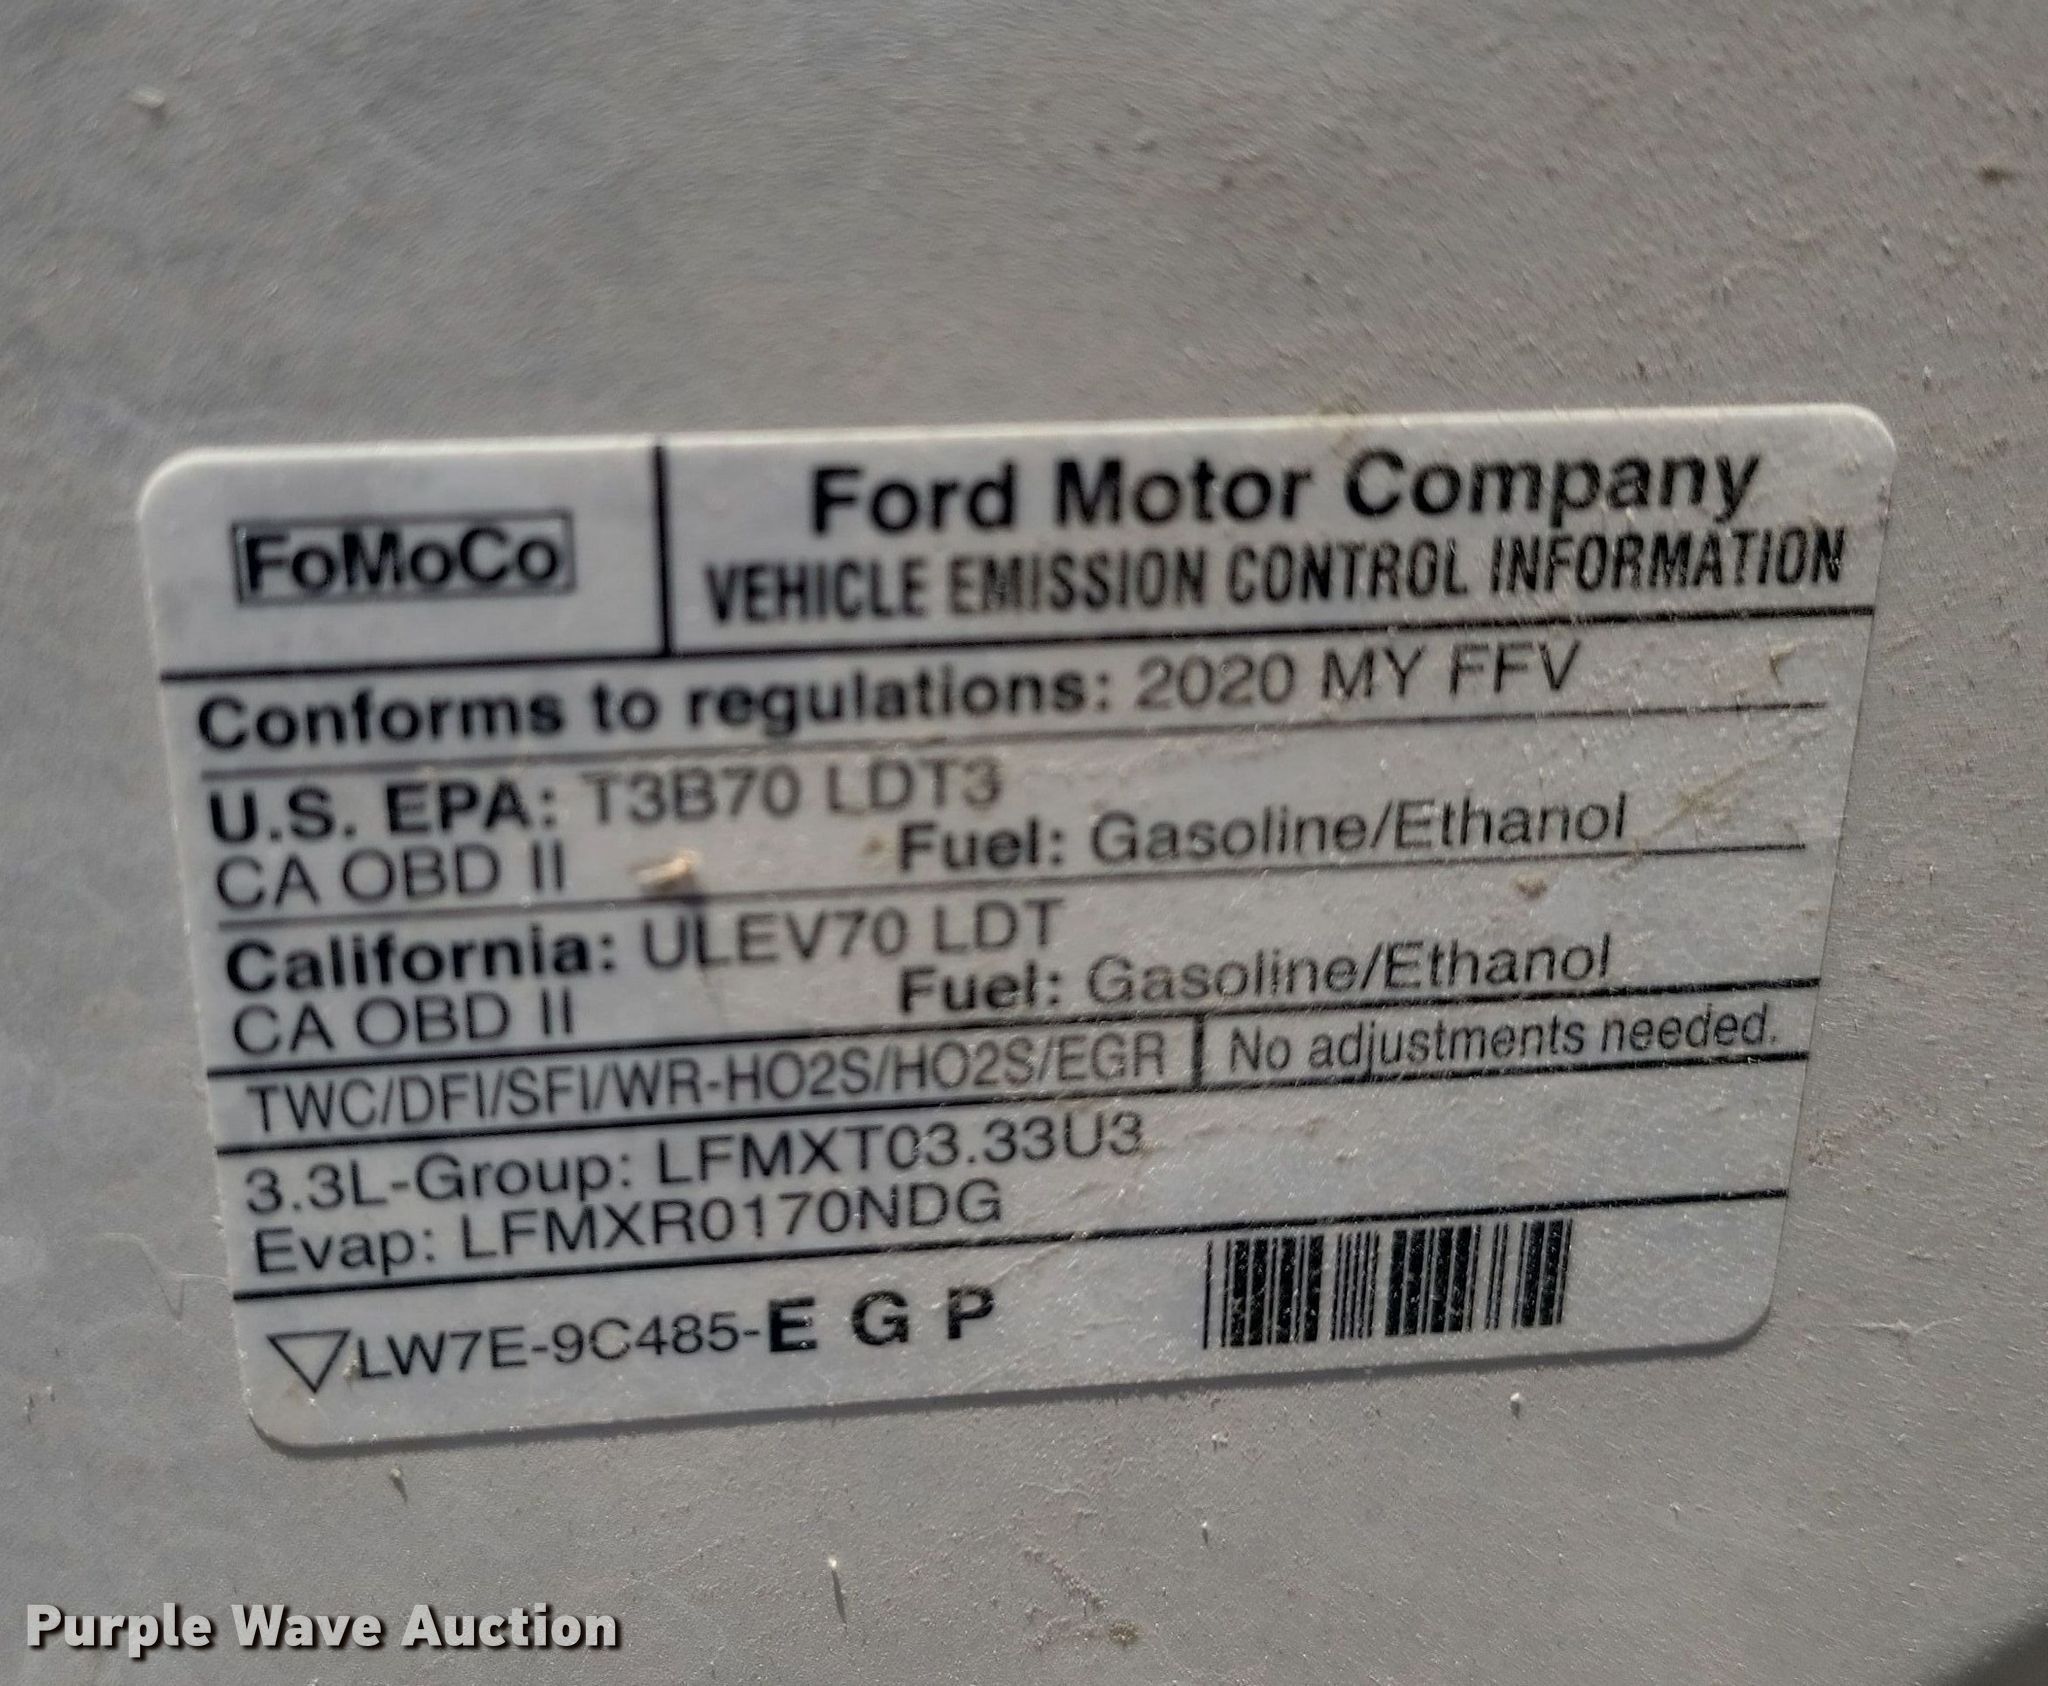 FoMoCo
Ford Motor Company
VEHICLE EMISSION CONTROL INFORMATION
Conforms to regulations: 2020 MY FFV
U.S. EPA: T3B70 LDT3
CA OBD II Fuel: Gasoline/Ethanol
California: ULEV70 LDT
CA OBD II Fuel: Gasoline/Ethanol
TWC/DFI/SFI/WR-HO2S/HO2S/EGR No adjustments needed.
3.3L-Group: LFMXT03.33U3
Evap: LFMXR0170NDG
LW7E-9C485-E G P
Purple Wave Auction